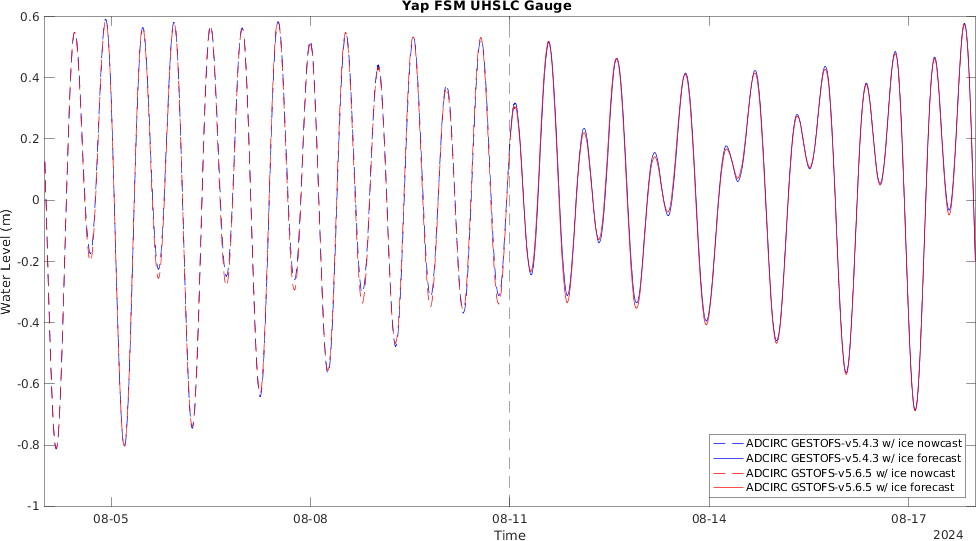 Yap FSM UHSLC Gauge
0.6
0.4
0.2
0
-0.2
-0.4
-0.6
-0.8
-1
Water Level (m)
08-05
08-08
08-11
08-14
08-17
Time
2024
ADCIRC GESTOFS-v5.4.3 w/ ice nowcast
ADCIRC GESTOFS-v5.4.3 w/ ice forecast
ADCIRC GSTOFS-v5.6.5 w/ ice nowcast
ADCIRC GSTOFS-v5.6.5 w/ ice forecast